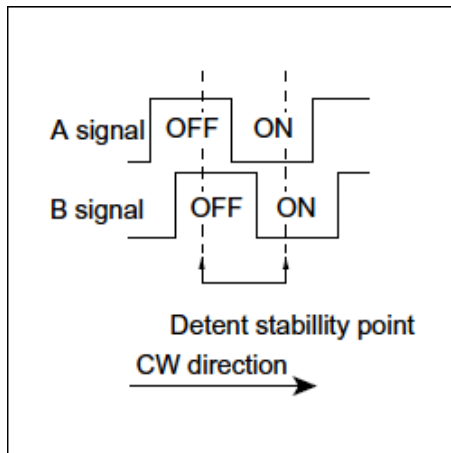 A signal OFF ON
B signal OFF ON
Detent stabillity point
CW direction